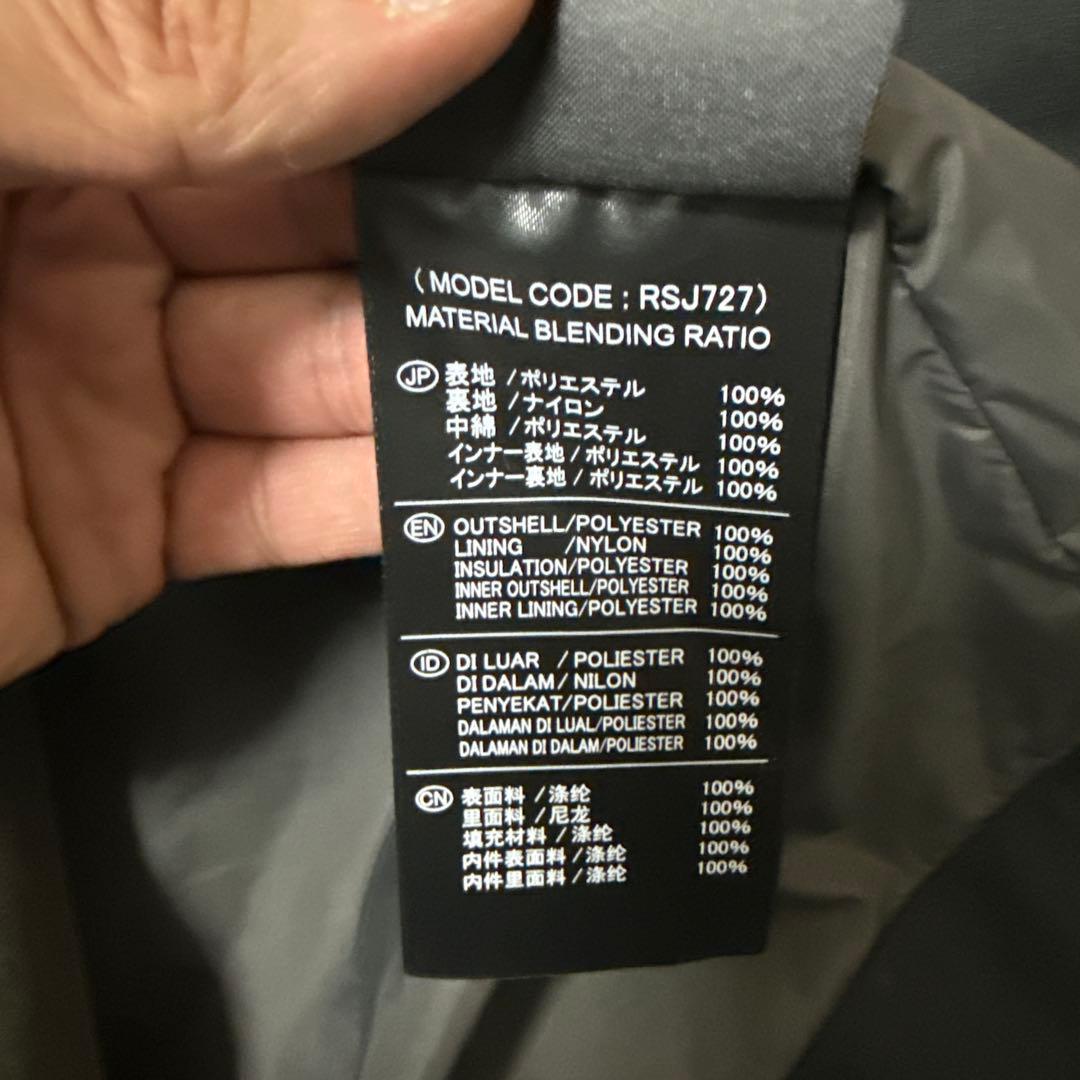 (MODEL CODE : RSJ727)
MATERIAL BLENDING RATIO
JP 表地 /ポリエステル 100%
裏地 /ナイロン 100%
中綿 /ポリエステル 100%
インナー表地/ポリエステル 100%
インナー裏地/ポリエステル 100%
EN OUTSHELL/POLYESTER 100%
LINING /NYLON 100%
INSULATION/POLYESTER 100%
INNER OUTSHELL/POLYESTER 100%
INNER LINING/POLYESTER 100%
ID DI LUAR /POLIESTER 100%
DI DALAM/NILON 100%
PENYEKAT/POLIESTER 100%
DALAMAN DI LUAL/POLIESTER 100%
DALAMAN DI DALAM/POLIESTER 100%
CN 表面料 /涤纶 100%
里面料 /尼龙 100%
填充材料 /涤纶 100%
内件表面料 /涤纶 100%
内件里面料 /涤纶 100%